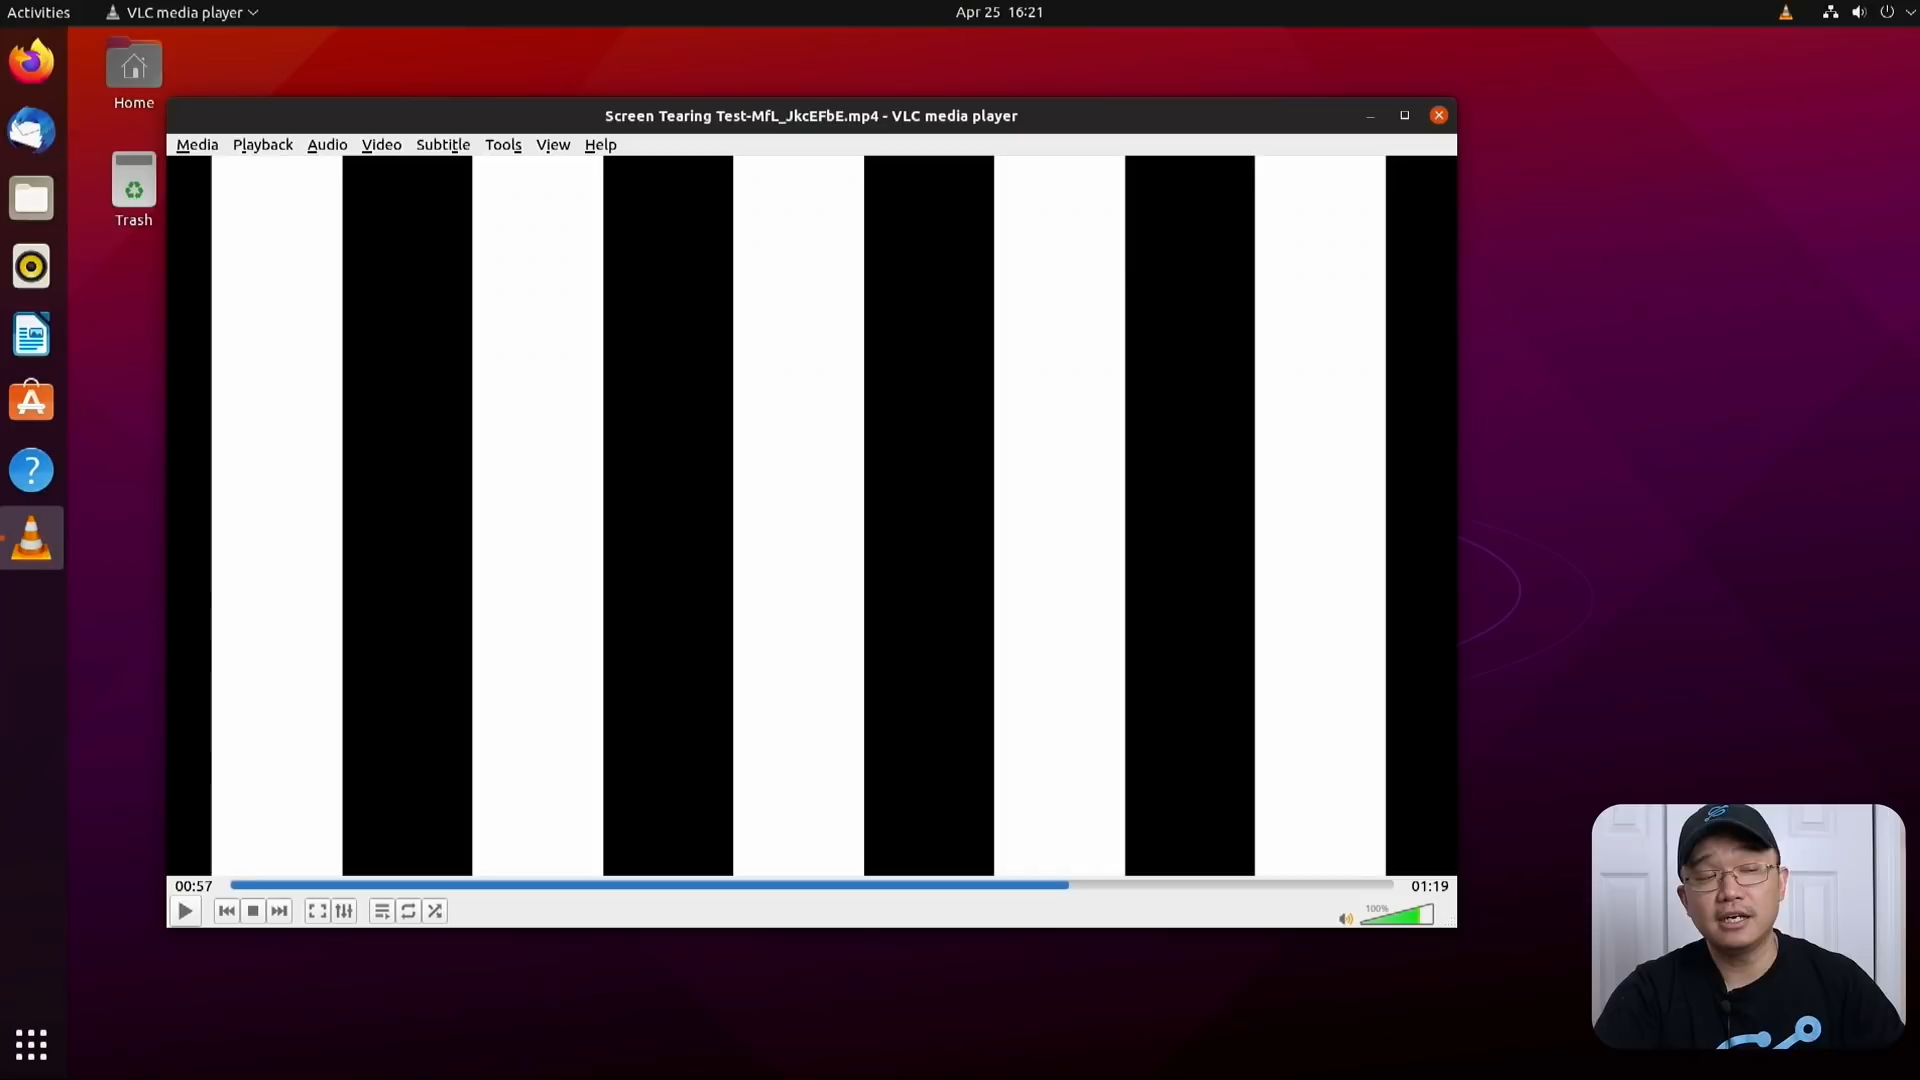 Activities
VLC media player
Apr 25 16:21
Home
Trash
Screen Tearing Test-MfL_JkcEFbE.mp4 - VLC media player
Media Playback Audio Video Subtitle Tools View Help
00:57
01:19
100%